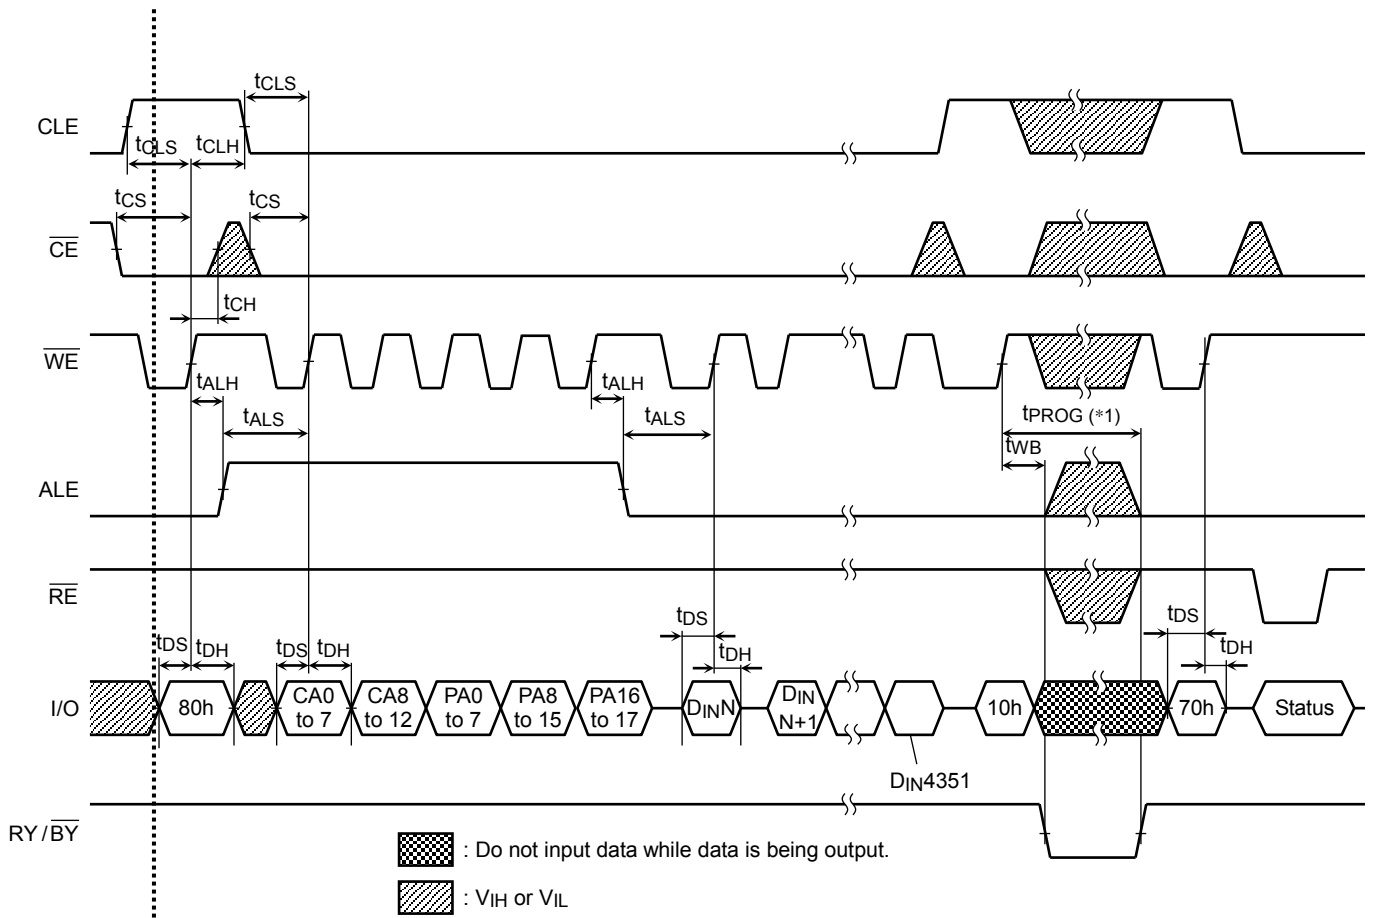 tCLS
CLE
tCLS
tCLH
tCS
tCS
CE
tCH
WE
tALH
tALH
tALS
tALS
tPROG (*1)
tWB
ALE
RE
tDS
tDH
tDS
tDH
tDS
tDH
tDS
tDH
I/O
80h
CA0
to 7
CA8
to 12
PA0
to 7
PA8
to 15
PA16
to 17
DINN
DIN
N+1
10h
70h
Status
DIN4351
RY/BY
: Do not input data while data is being output.
: VIH or VIL